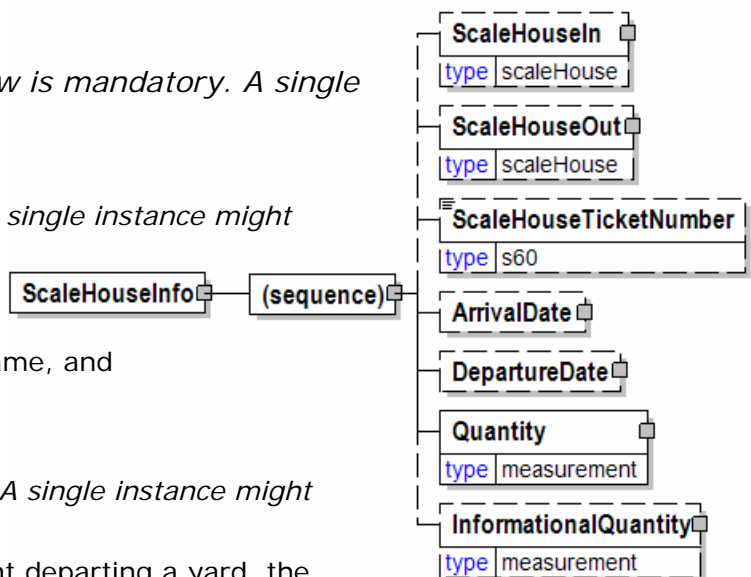 ScaleHouseIn
type scaleHouse
w is mandatory. A single
ScaleHouseOut
type scaleHouse
single instance might
ScaleHouseTicketNumber
type s60
ScaleHouseInfo
(sequence)
ArrivalDate
me, and
DepartureDate
Quantity
type measurement
A single instance might
InformationalQuantity
type measurement
nt departing a yard, the